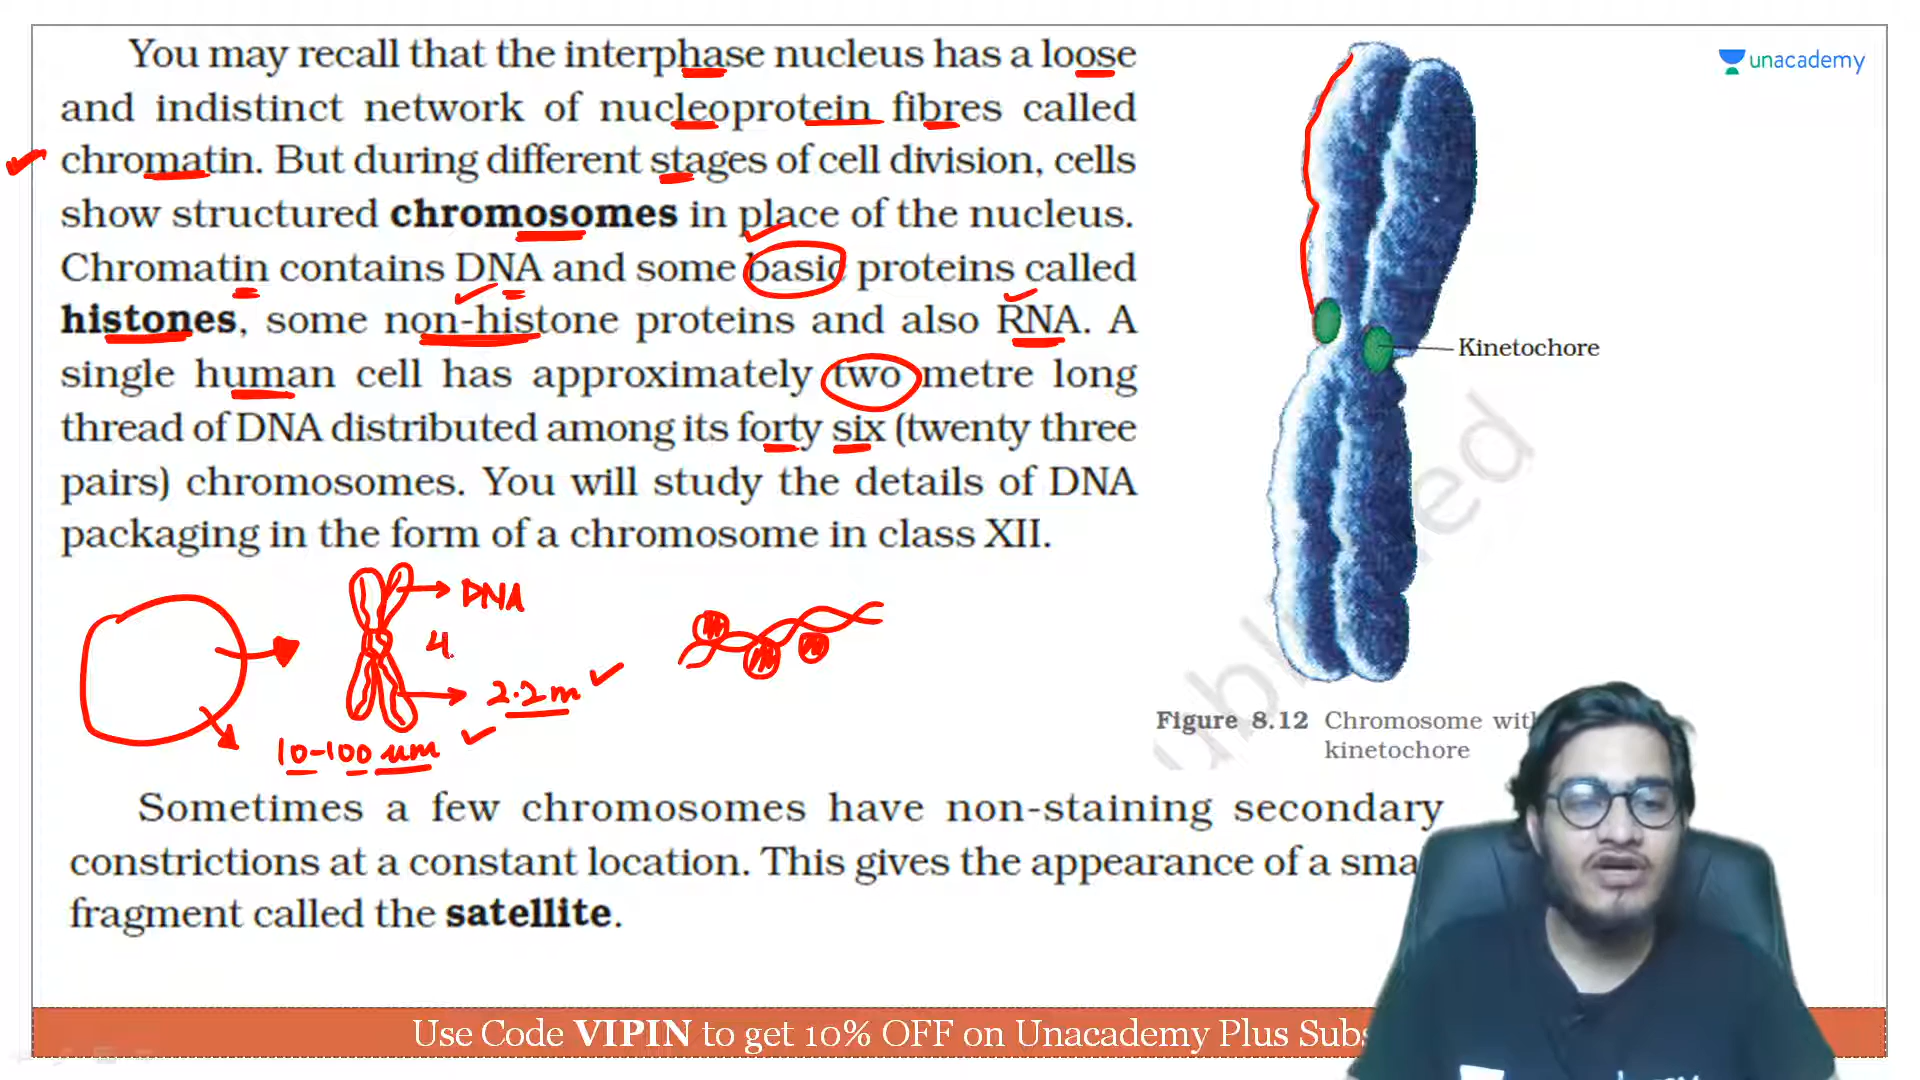 You may recall that the interphase nucleus has a loose
and indistinct network of nucleoprotein fibres called
chromatin. But during different stages of cell division, cells
show structured chromosomes in place of the nucleus.
Chromatin contains DNA and some basic proteins called
histones, some non-histone proteins and also RNA. A
single human cell has approximately two metre long
thread of DNA distributed among its forty six (twenty three
pairs) chromosomes. You will study the details of DNA
packaging in the form of a chromosome in class XII.
unacademy
Kinetochore
Figure 8.12 Chromosome with
kinetochore
DNA
4
2.2m
10-100 µm
Sometimes a few chromosomes have non-staining secondary
constrictions at a constant location. This gives the appearance of a sma
fragment called the satellite.
Use Code VIPIN to get 10% OFF on Unacademy Plus Subs